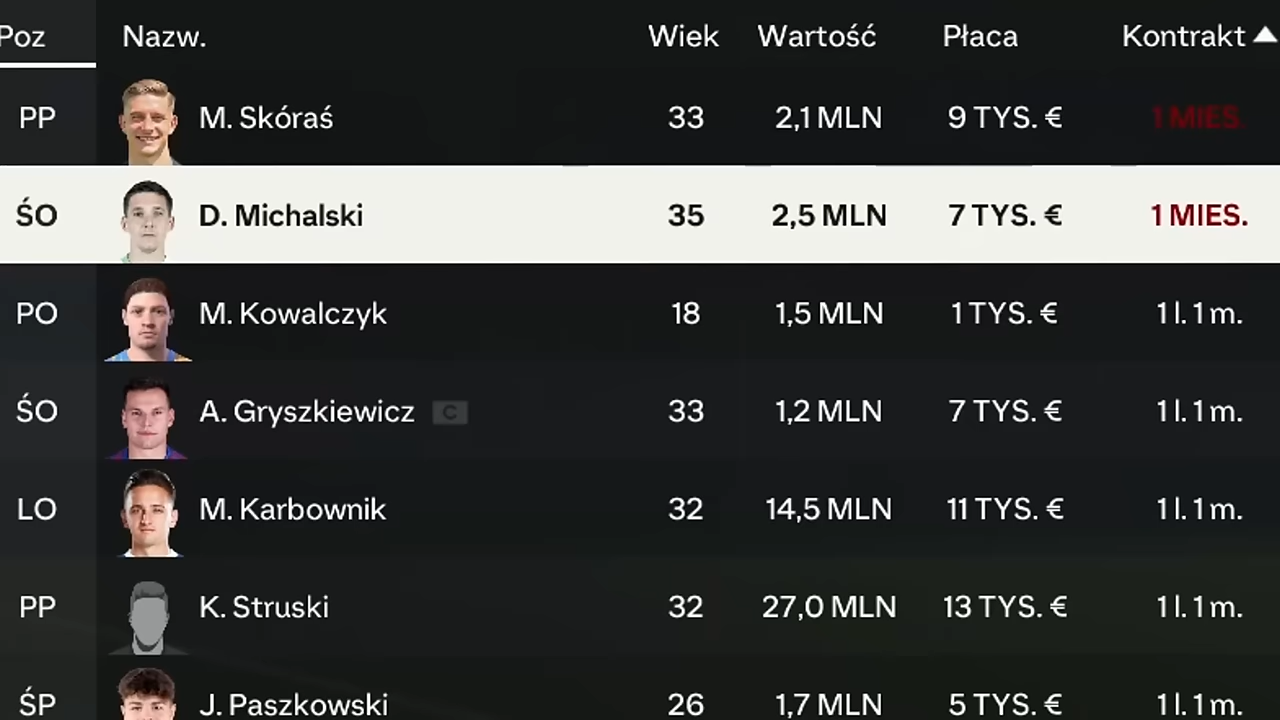 Poz Nazw. Wiek Wartość Płaca Kontrakt
PP M. Skóraś 33 2,1 MLN 9 TYS. € 1 MIES.
ŚO D. Michalski 35 2,5 MLN 7 TYS. € 1 MIES.
PO M. Kowalczyk 18 1,5 MLN 1 TYS. € 1 l. 1 m.
ŚO A. Gryszkiewicz C 33 1,2 MLN 7 TYS. € 1 l. 1 m.
LO M. Karbownik 32 14,5 MLN 11 TYS. € 1 l. 1 m.
PP K. Struski 32 27,0 MLN 13 TYS. € 1 l. 1 m.
ŚP J. Paszkowski 26 1,7 MLN 5 TYS. € 1 l. 1 m.